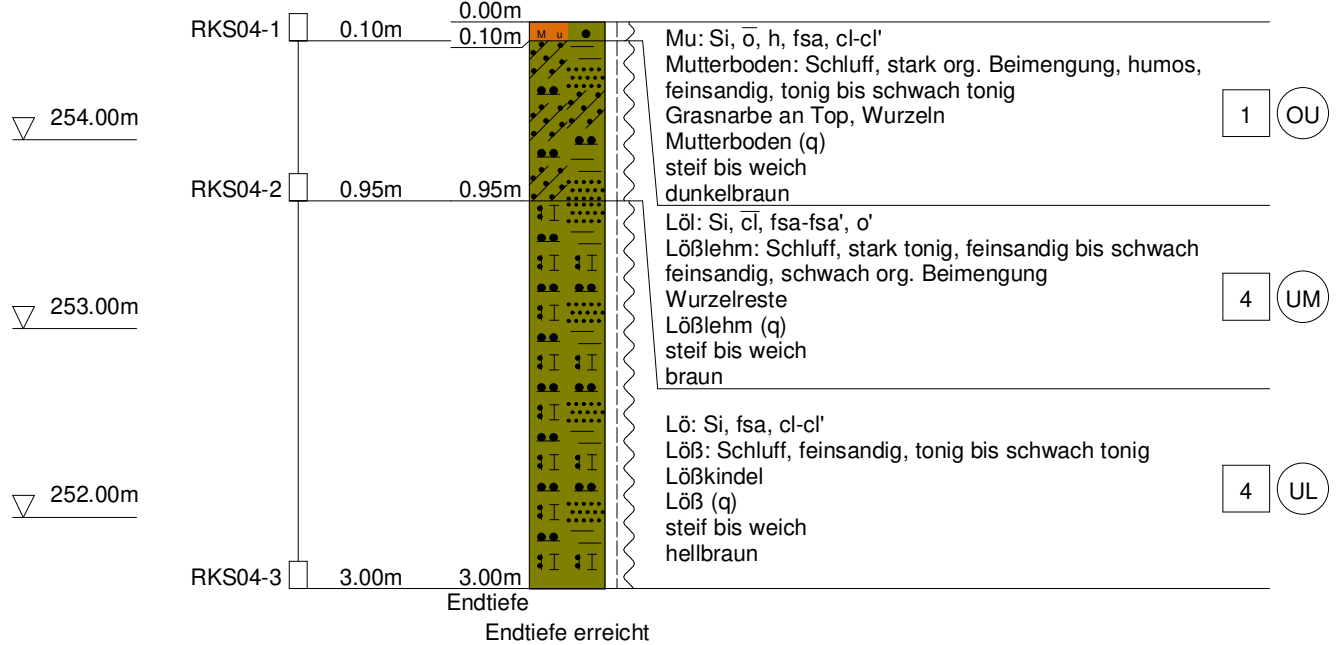 0.00m
RKS04-1 0.10m 0.10m
M u
Mu: Si, o̅, h, fsa, cl-cl'
Mutterboden: Schluff, stark org. Beimengung, humos,
feinsandig, tonig bis schwach tonig
Grasnarbe an Top, Wurzeln
Mutterboden (q)
steif bis weich
dunkelbraun
1 OU
254.00m
RKS04-2 0.95m 0.95m
Löl: Si, c̅l̅, fsa-fsa', o'
Lößlehm: Schluff, stark tonig, feinsandig bis schwach
feinsandig, schwach org. Beimengung
Wurzelreste
Lößlehm (q)
steif bis weich
braun
4 UM
253.00m
Lö: Si, fsa, cl-cl'
Löß: Schluff, feinsandig, tonig bis schwach tonig
Lößkindel
Löß (q)
steif bis weich
hellbraun
4 UL
252.00m
RKS04-3 3.00m 3.00m
Endtiefe
Endtiefe erreicht